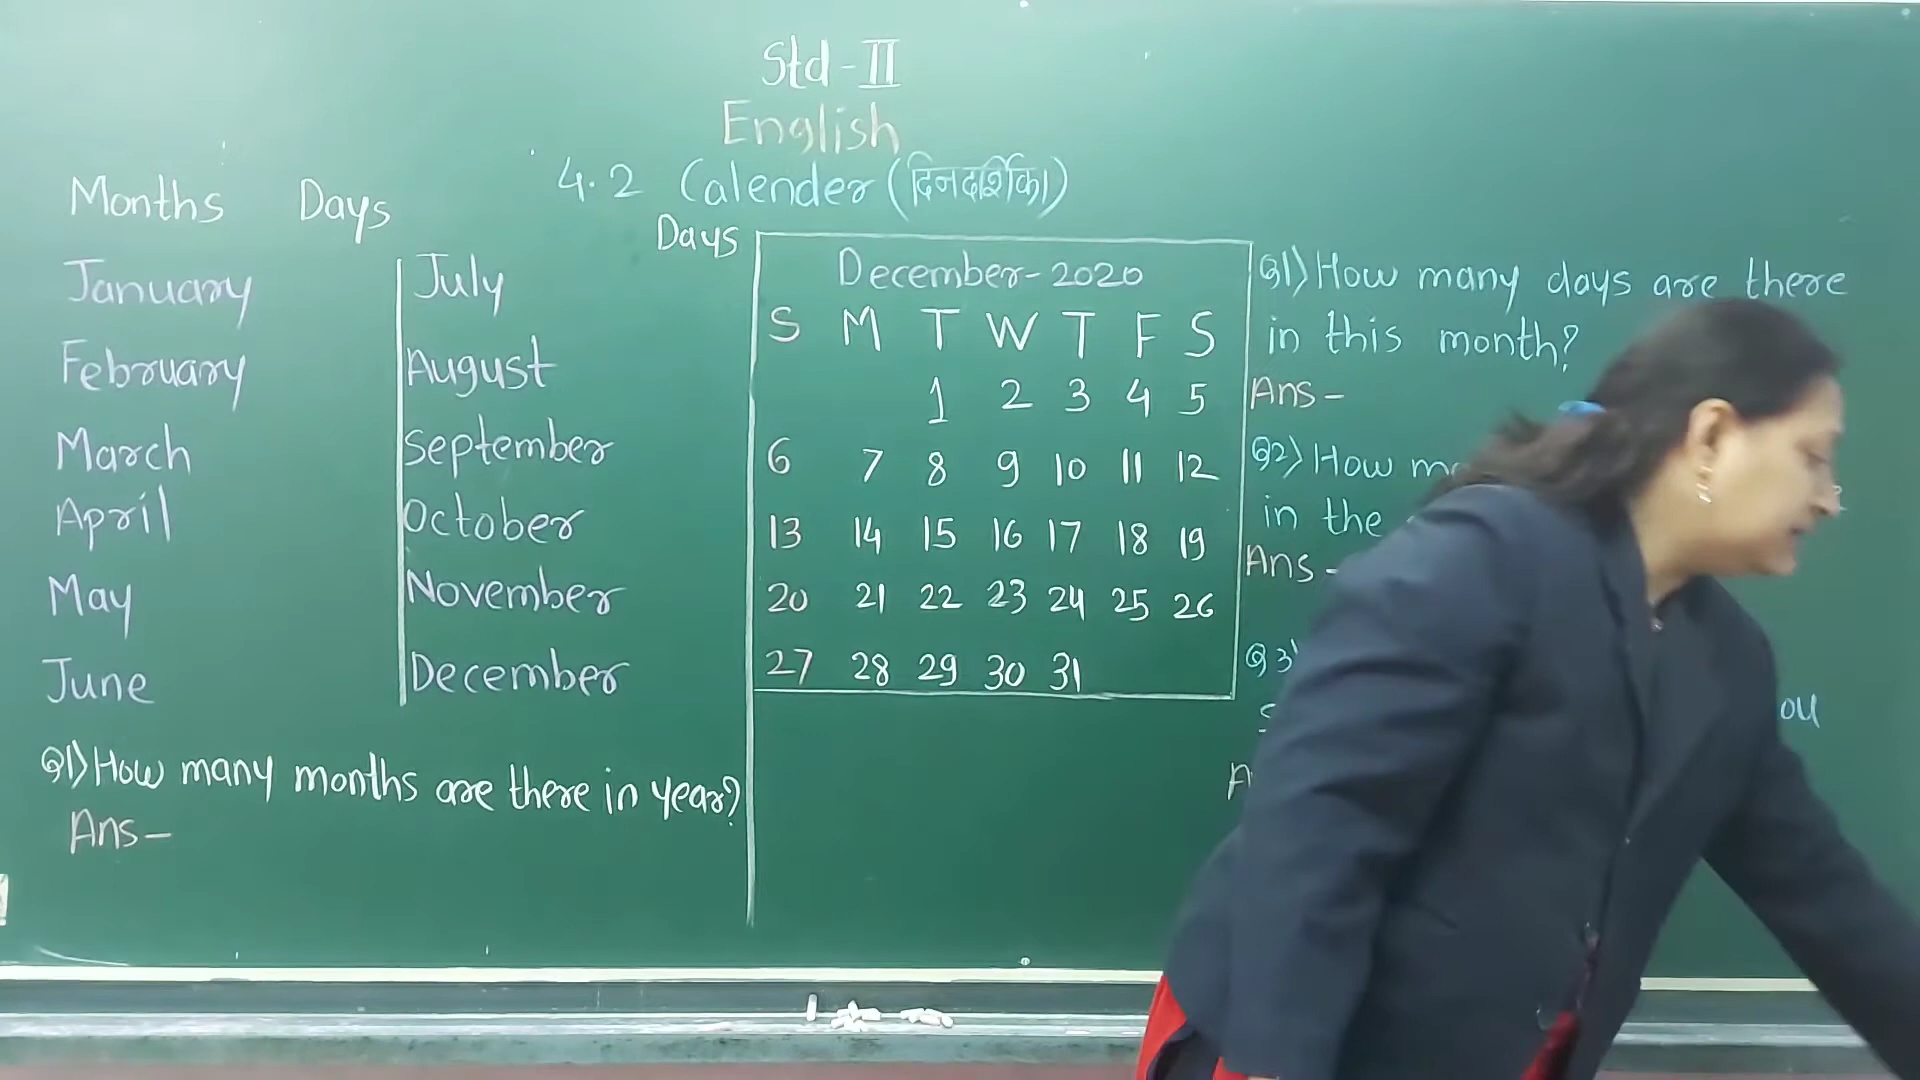 Std-II
English
4.2 Calender (दिनदर्शिका)
Months Days
January
February
March
April
May
June
July
August
September
October
November
December
Q1) How many months are there in year?
Ans-
Days
December-2020
S M T W T F S
1 2 3 4 5
6 7 8 9 10 11 12
13 14 15 16 17 18 19
20 21 22 23 24 25 26
27 28 29 30 31
Q1) How many days are there
in this month?
Ans-
Q2) How
in the
Ans-
Q3)